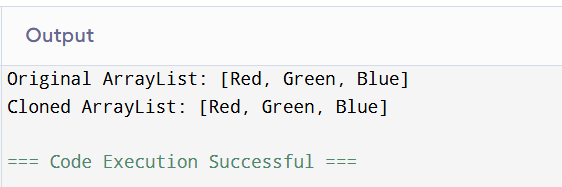 Output
Original ArrayList: [Red, Green, Blue]
Cloned ArrayList: [Red, Green, Blue]
=== Code Execution Successful ===